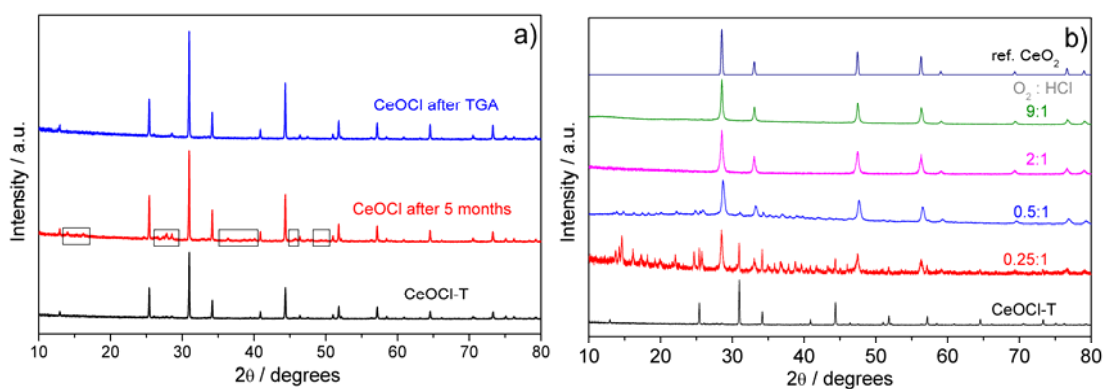 a)
CeOCl after TGA
CeOCl after 5 months
CeOCl-T
Intensity / a.u.
10 20 30 40 50 60 70 80
2θ / degrees
b)
ref. CeO2
O2 : HCl
9:1
2:1
0.5:1
0.25:1
CeOCl-T
Intensity / a.u.
10 20 30 40 50 60 70 80
2θ / degrees